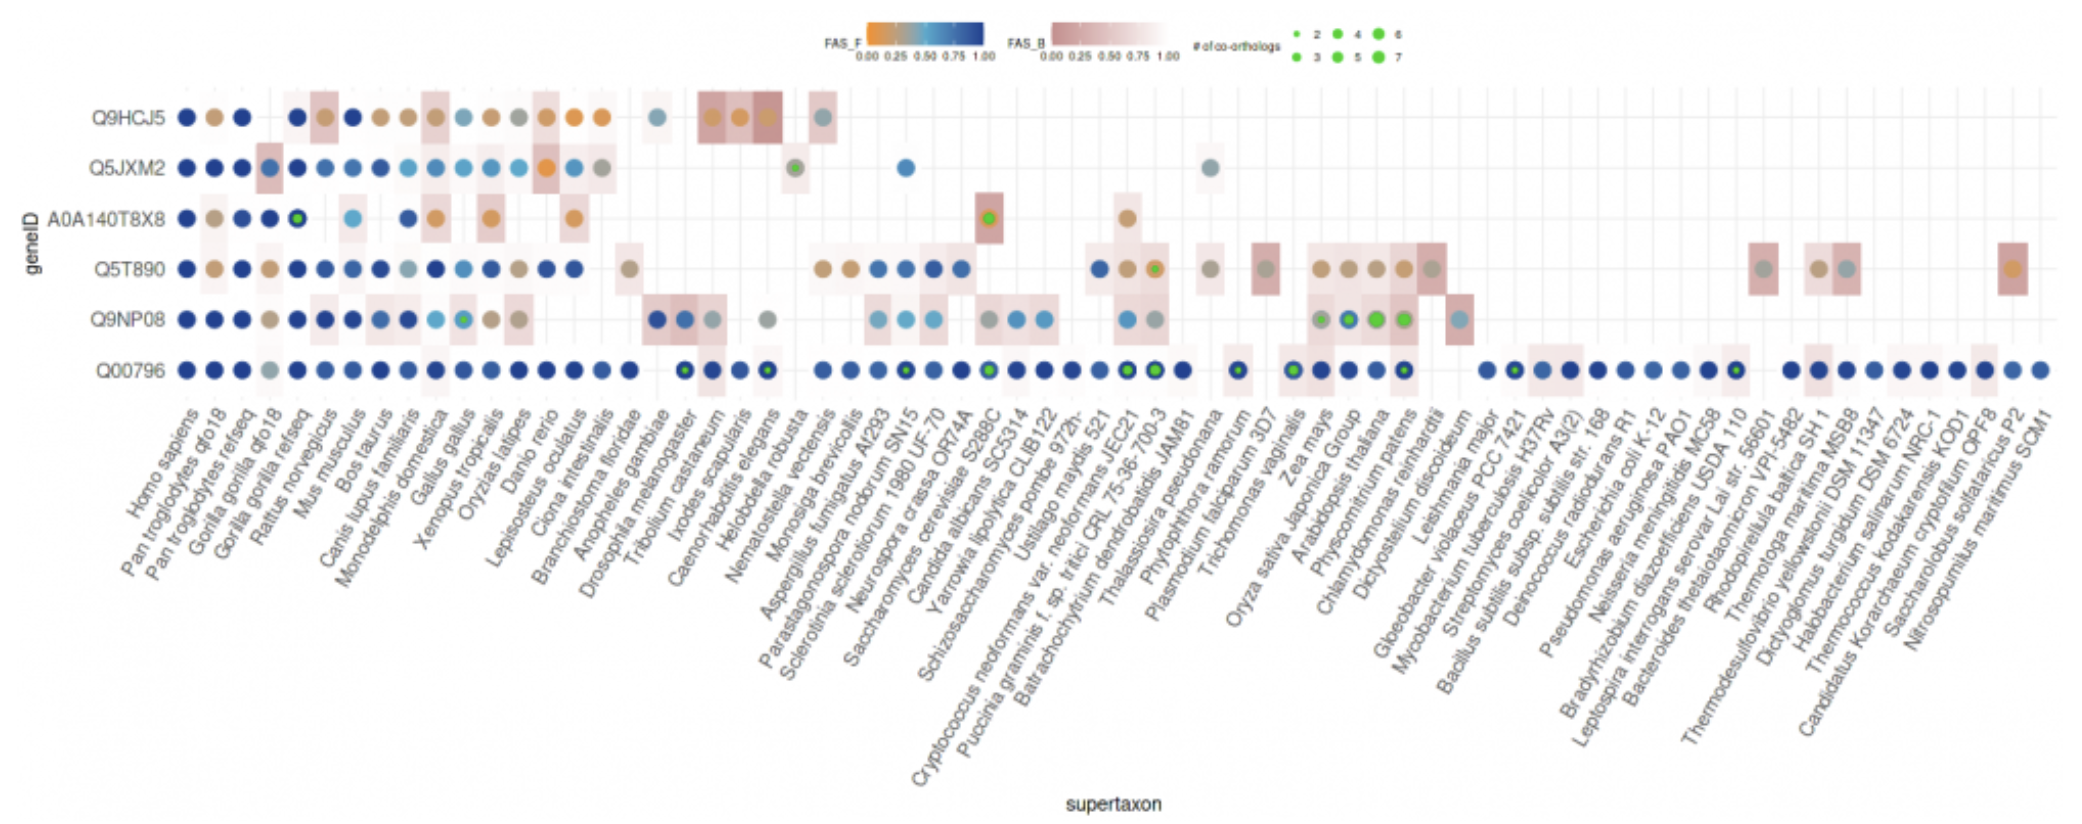 FAS_F
0.00 0.25 0.50 0.75 1.00
FAS_B
0.00 0.25 0.50 0.75 1.00
# of co-orthologs
2 4 6
3 5 7
geneID
Q9HCJ5
Q5JXM2
A0A140T8X8
Q5T890
Q9NP08
Q00796
Homo sapiens
Pan troglodytes qfo18
Pan troglodytes refseq
Gorilla gorilla qfo18
Gorilla gorilla refseq
Rattus norvegicus
Mus musculus
Bos taurus
Canis lupus familiaris
Monodelphis domestica
Gallus gallus
Xenopus tropicalis
Oryzias latipes
Danio rerio
Lepisosteus oculatus
Ciona intestinalis
Branchiostoma floridae
Anopheles gambiae
Drosophila melanogaster
Tribolium castaneum
Ixodes scapularis
Caenorhabditis elegans
Helobdella robusta
Nematostella vectensis
Monosiga brevicollis
Aspergillus fumigatus Af293
Parastagonospora nodorum SN15
Sclerotinia sclerotiorum 1980 UF-70
Neurospora crassa OR74A
Saccharomyces cerevisiae S288C
Candida albicans SC5314
Yarrowia lipolytica CLIB122
Schizosaccharomyces pombe 972h-
Ustilago maydis 521
Cryptococcus neoformans var. neoformans JEC21
Puccinia graminis f. sp. tritici CRL 75-36-700-3
Batrachochytrium dendrobatidis JAM81
Thalassiosira pseudonana
Phytophthora ramorum
Plasmodium falciparum 3D7
Trichomonas vaginalis
Zea mays
Oryza sativa Japonica Group
Arabidopsis thaliana
Physcomitrium patens
Chlamydomonas reinhardtii
Dictyostelium discoideum
Leishmania major
Gloeobacter violaceus PCC 7421
Mycobacterium tuberculosis H37Rv
Streptomyces coelicolor A3(2)
Bacillus subtilis subsp. subtilis str. 168
Deinococcus radiodurans R1
Escherichia coli K-12
Pseudomonas aeruginosa PAO1
Neisseria meningitidis MC58
Bradyrhizobium diazoefficiens USDA 110
Leptospira interrogans serovar Lai str. 56601
Bacteroides thetaiotaomicron VPI-5482
Rhodopirellula baltica SH 1
Thermotoga maritima MSB8
Thermodesulfovibrio yellowstonii DSM 11347
Dictyoglomus turgidum DSM 6724
Halobacterium salinarum NRC-1
Thermococcus kodakarensis KOD1
Candidatus Korarchaeum cryptofilum OPF8
Saccharolobus solfataricus P2
Nitrosopumilus maritimus SCM1
supertaxon